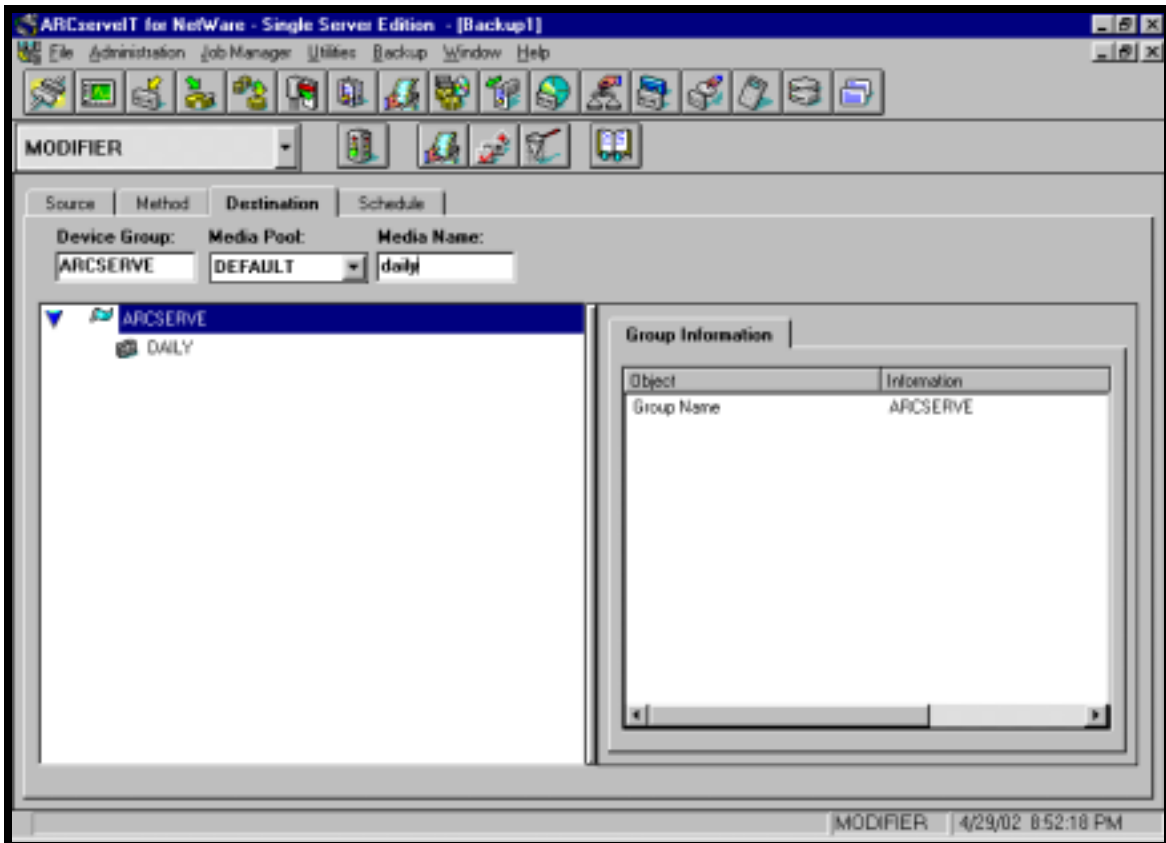 ARCserveIT for NetWare - Single Server Edition - [Backup1]
File Administration Job Manager Utilities Backup Window Help
MODIFIER
Source Method Destination Schedule
Device Group: Media Pool: Media Name:
ARCSERVE DEFAULT daily
ARCSERVE
DAILY
Group Information
Object Information
Group Name ARCSERVE
MODIFIER 4/29/02 8:52:18 PM